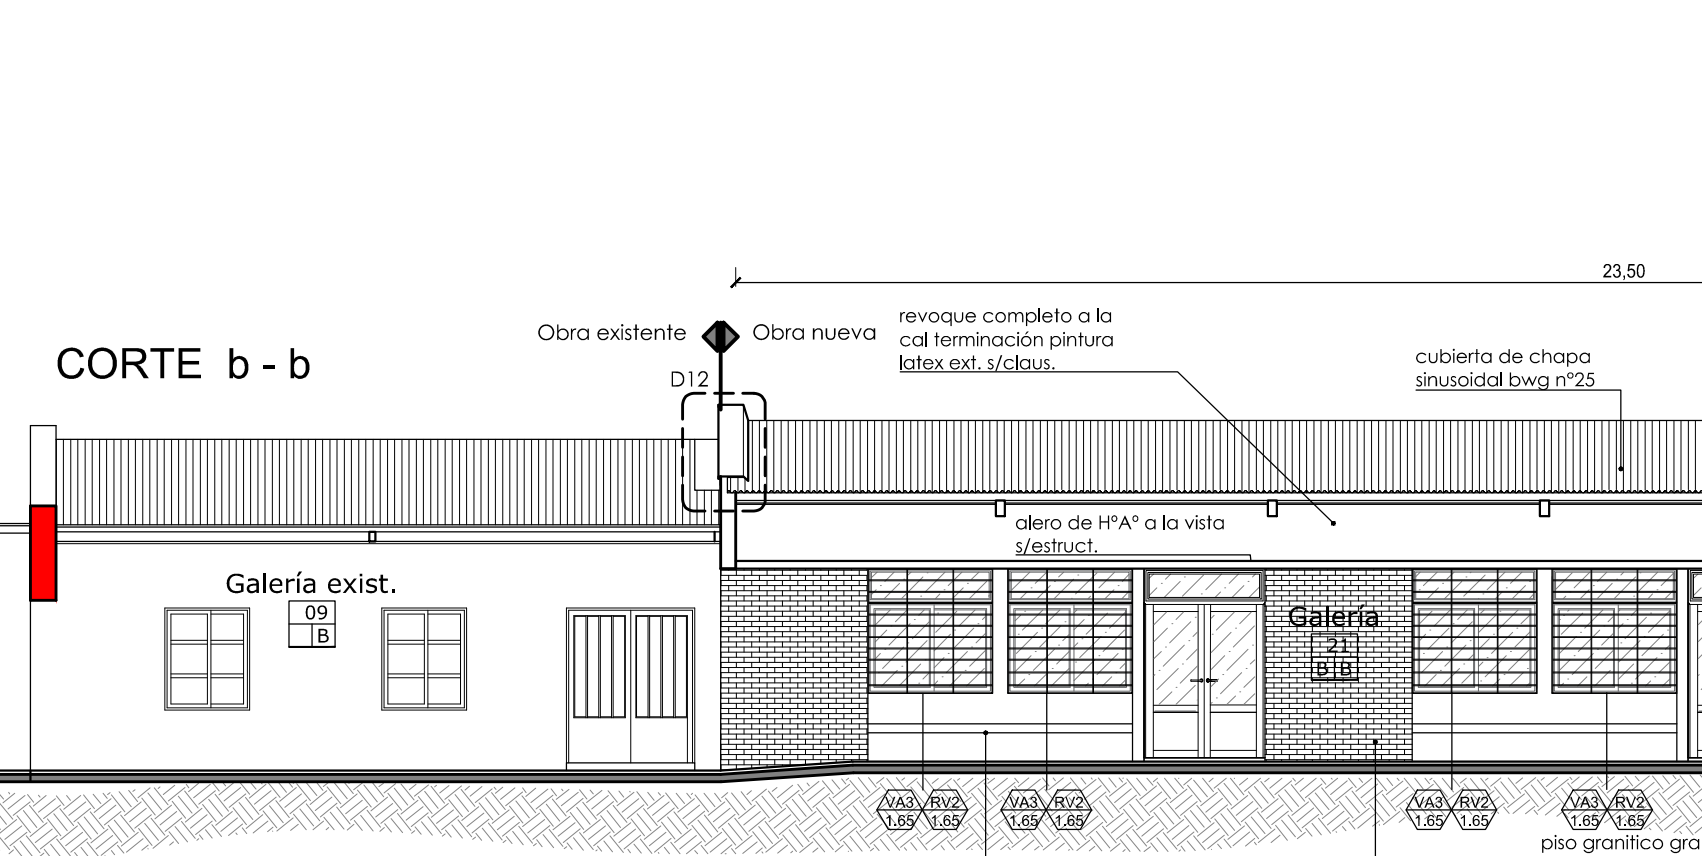 23,50
Obra existente
Obra nueva
revoque completo a la
cal terminación pintura
latex ext. s/claus.
CORTE b - b
D12
cubierta de chapa
sinusoidal bwg nº25
alero de HºAº a la vista
s/estruct.
Galería exist.
09
B
Galería
21
B B
VA3 RV2
1.65 1.65
VA3 RV2
1.65 1.65
VA3 RV2
1.65 1.65
VA3 RV2
1.65 1.65
piso granitico gra